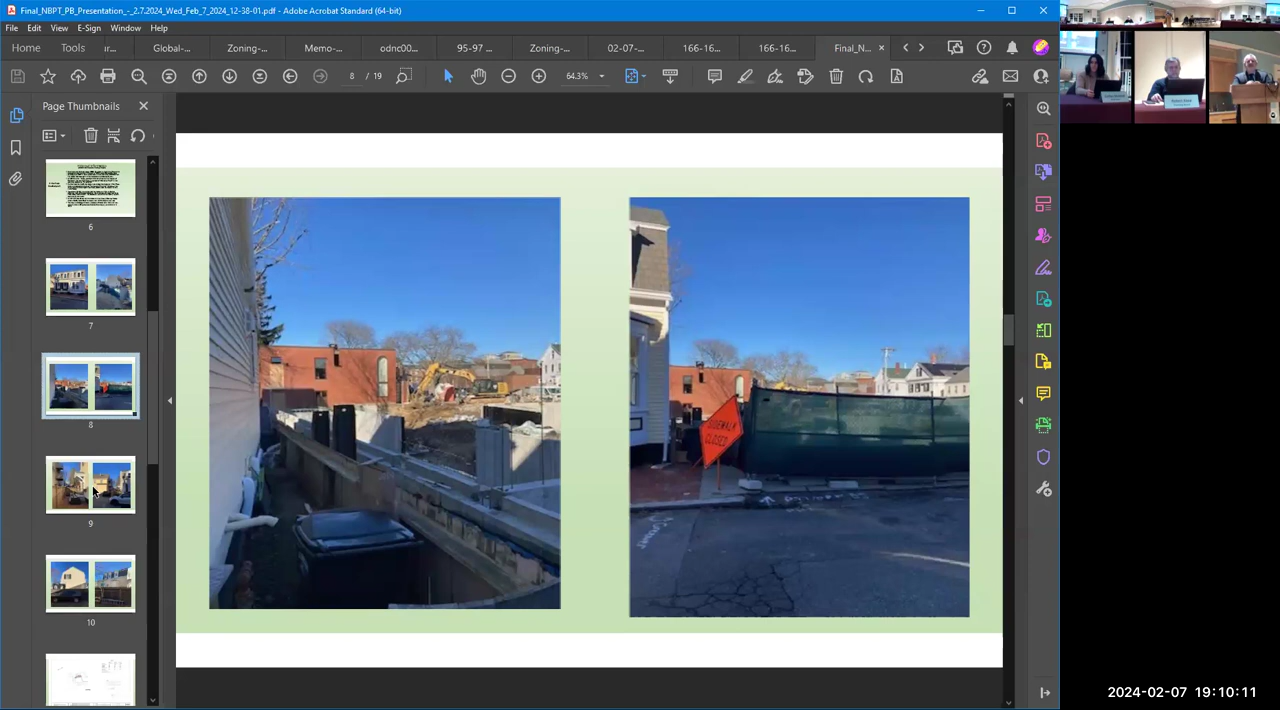 Final_NBPT_PB_Presentation_-_2.7.2024_Wed_Feb_7_2024_12-38-01.pdf - Adobe Acrobat Standard (64-bit)
File Edit View E-Sign Window Help
Home Tools ır... Global-... Zoning-... Memo-... odnc00... 95-97 ... Zoning-... 02-07-... 166-16... 166-16... Final_N...
8 / 19 64.3%
Page Thumbnails
6
7
8
9
10
SIDEWALK
CLOSED
2024-02-07 19:10:11